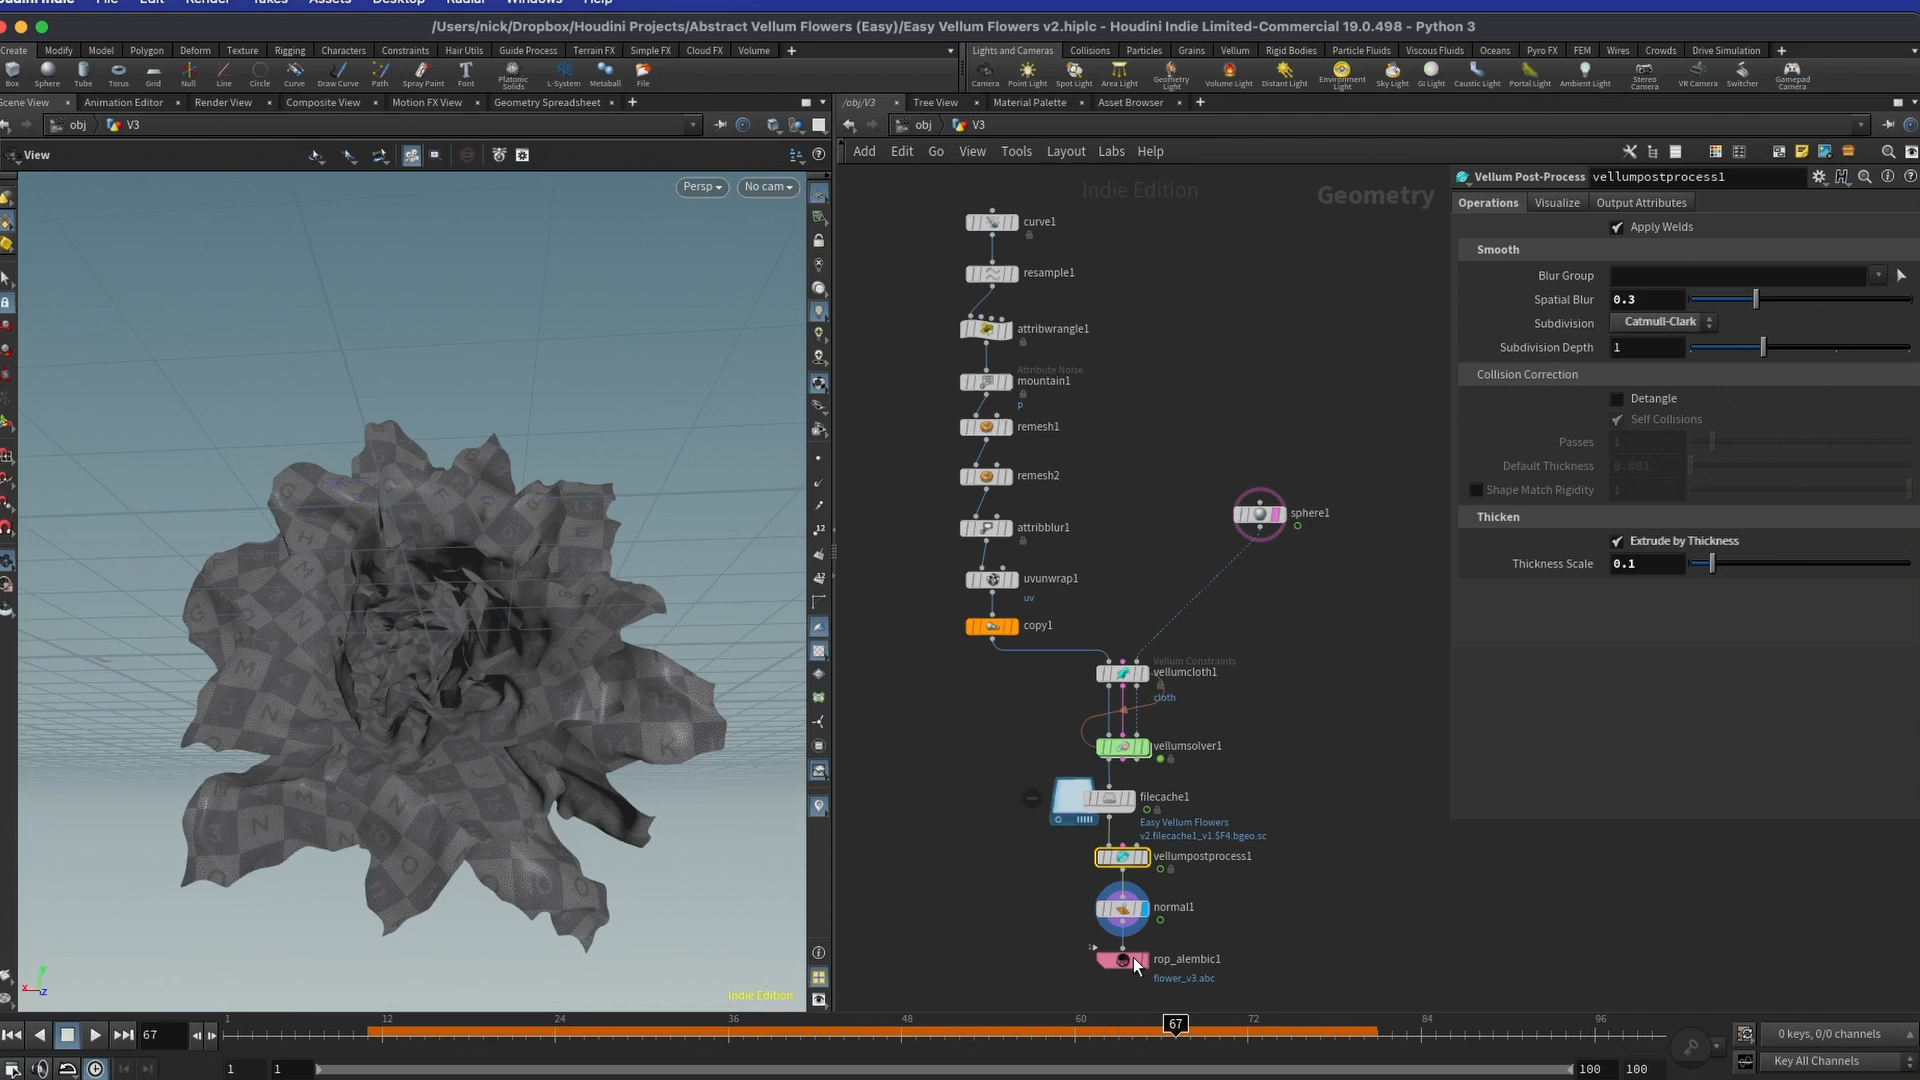 /Users/nick/Dropbox/Houdini Projects/Abstract Vellum Flowers (Easy)/Easy Vellum Flowers v2.hiplc - Houdini Indie Limited-Commercial 19.0.498 - Python 3
Create Modify Model Polygon Deform Texture Rigging Characters Constraints Hair Utils Guide Process Terrain FX Simple FX Cloud FX Volume
Lights and Cameras Collisions Particles Grains Vellum Rigid Bodies Particle Fluids Viscous Fluids Oceans Pyro FX FEM Wires Crowds Drive Simulation
Box Sphere Tube Torus Grid Null Line Circle Curve Draw Curve Path Spray Paint Font Platonic Solids L-System Metaball File
Camera Point Light Spot Light Area Light Geometry Light Volume Light Distant Light Environment Light Sky Light GI Light Caustic Light Portal Light Ambient Light Stereo Camera VR Camera Switcher Gamepad Camera
Scene View Animation Editor Render View Composite View Motion FX View Geometry Spreadsheet
/obj/V3 Tree View Material Palette Asset Browser
obj V3
obj V3
View
Add Edit Go View Tools Layout Labs Help
Persp No cam
Indie Edition
Geometry
Vellum Post-Process vellumpostprocess1
Operations Visualize Output Attributes
Apply Welds
Smooth
Blur Group
Spatial Blur 0.3
Subdivision Catmull-Clark
Subdivision Depth 1
Collision Correction
Detangle
Self Collisions
Passes 1
Default Thickness 0.001
Shape Match Rigidity 1
Thicken
Extrude by Thickness
Thickness Scale 0.1
curve1
resample1
attribwrangle1
Attribute Noise
mountain1
P
remesh1
remesh2
attribblur1
uvunwrap1
uv
copy1
sphere1
Vellum Constraints
vellumcloth1
cloth
vellumsolver1
filecache1
Easy Vellum Flowers
v2.filecache1_v1.$F4.bgeo.sc
vellumpostprocess1
normal1
rop_alembic1
flower_v3.abc
Indie Edition
67
1 12 24 36 48 60 67 72 84 96
0 keys, 0/0 channels
1 1 100 100
Key All Channels